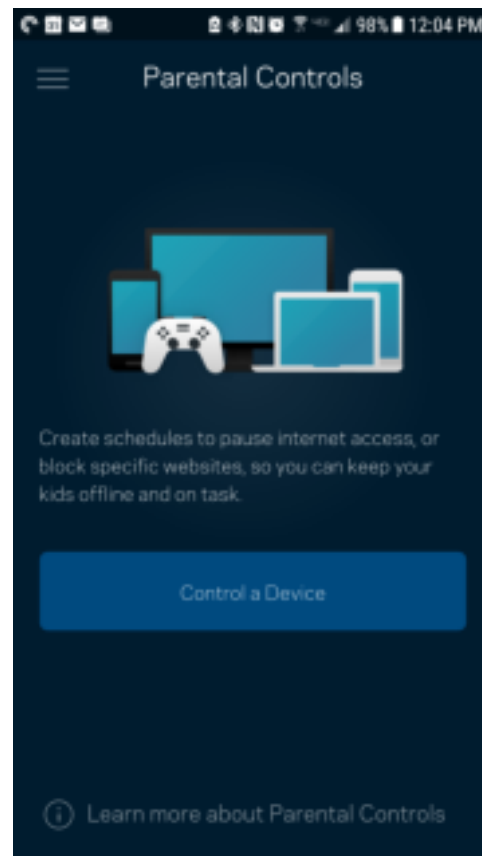 98% 12:04 PM
Parental Controls
Create schedules to pause internet access, or
block specific websites, so you can keep your
kids offline and on task.
Control a Device
Learn more about Parental Controls